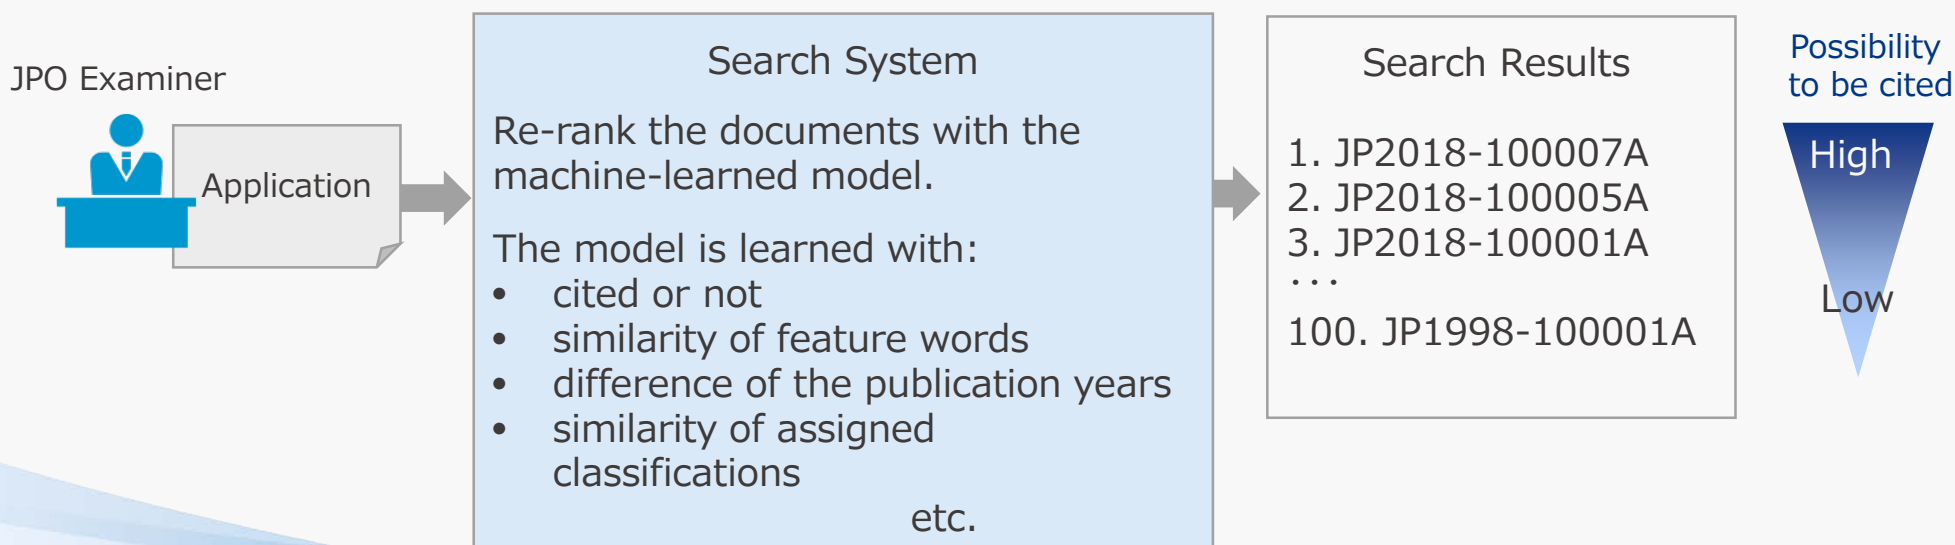 JPO Examiner
Application
Search System
Re-rank the documents with the
machine-learned model.
The model is learned with:
• cited or not
• similarity of feature words
• difference of the publication years
• similarity of assigned
classifications
etc.
Search Results
1. JP2018-100007A
2. JP2018-100005A
3. JP2018-100001A
･･･
100. JP1998-100001A
Possibility
to be cited
High
Low